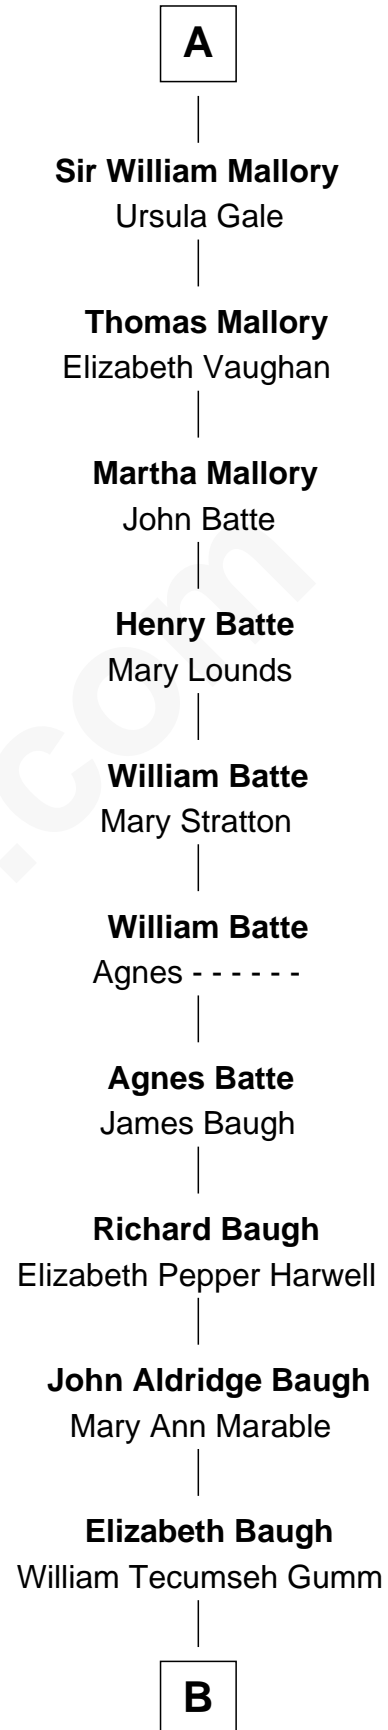 A
Sir William Mallory
Ursula Gale
Thomas Mallory
Elizabeth Vaughan
Martha Mallory
John Batte
Henry Batte
Mary Lounds
William Batte
Mary Stratton
William Batte
Agnes - - - - - -
Agnes Batte
James Baugh
Richard Baugh
Elizabeth Pepper Harwell
John Aldridge Baugh
Mary Ann Marable
Elizabeth Baugh
William Tecumseh Gumm
B
.com